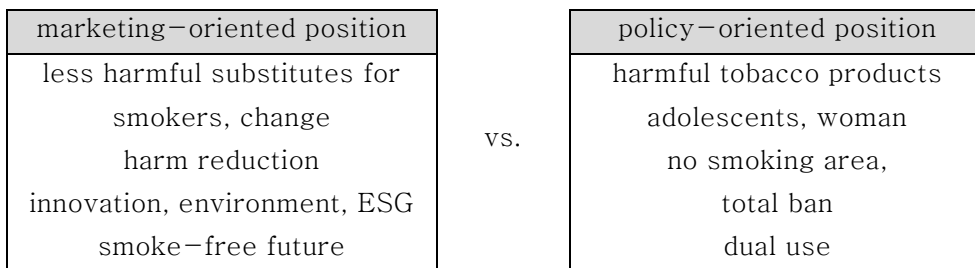 marketing-oriented position
less harmful substitutes for
smokers, change
harm reduction
innovation, environment, ESG
smoke-free future
vs.
policy-oriented position
harmful tobacco products
adolescents, woman
no smoking area,
total ban
dual use